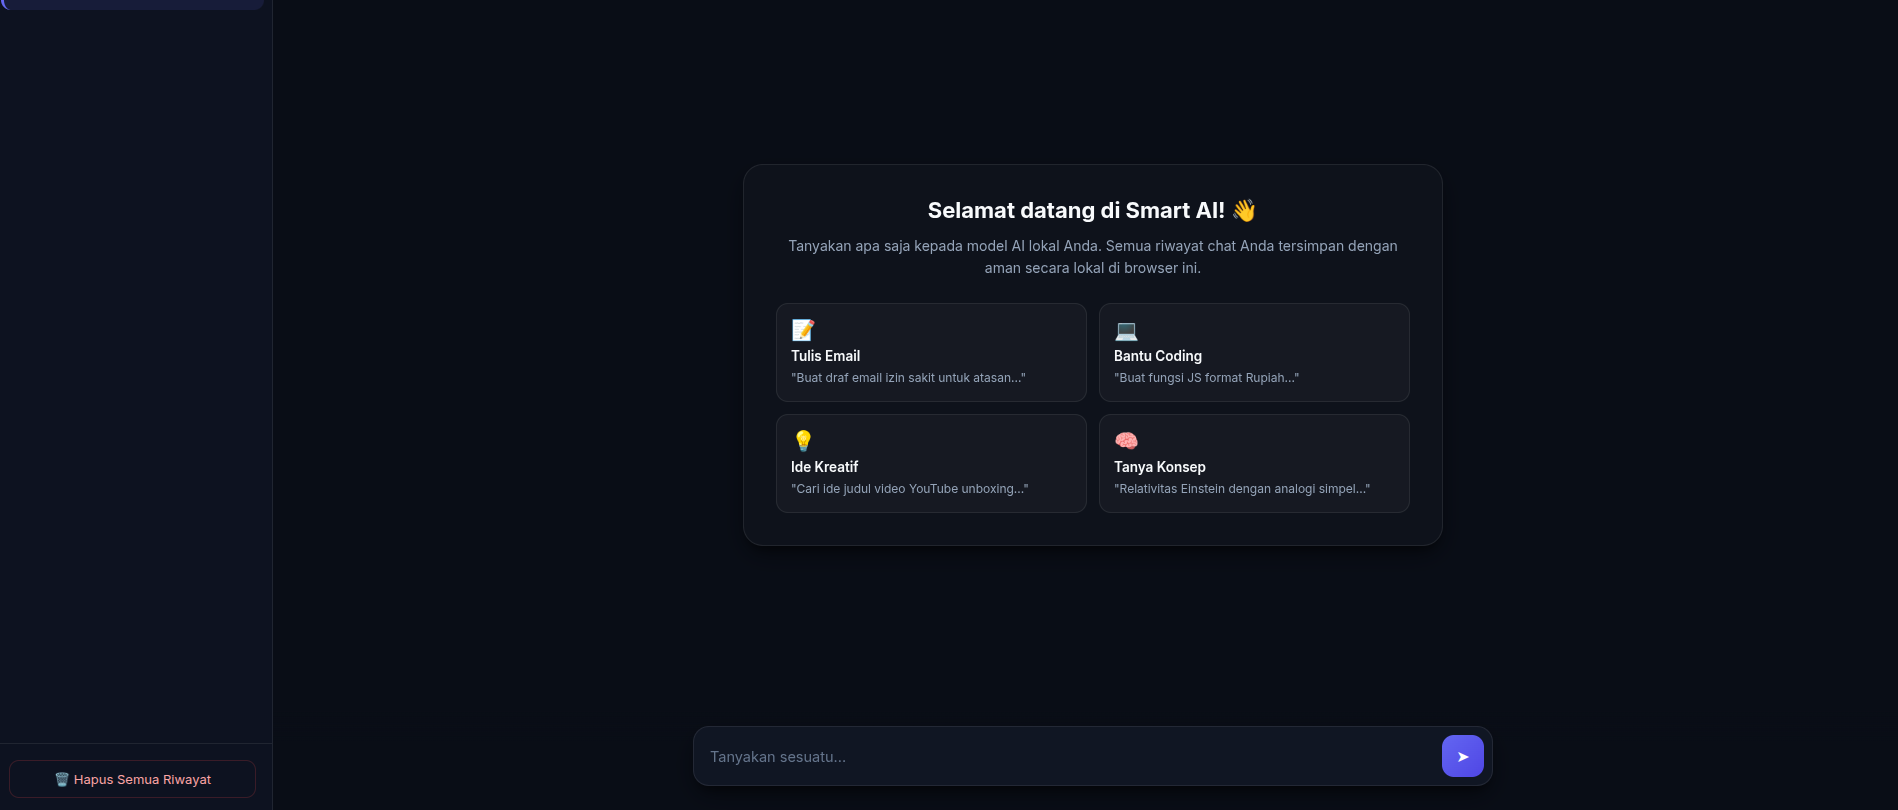 Selamat datang di Smart AI! 👋
Tanyakan apa saja kepada model AI lokal Anda. Semua riwayat chat Anda tersimpan dengan
aman secara lokal di browser ini.
Tulis Email
"Buat draf email izin sakit untuk atasan..."
Bantu Coding
"Buat fungsi JS format Rupiah..."
Ide Kreatif
"Cari ide judul video YouTube unboxing..."
Tanya Konsep
"Relativitas Einstein dengan analogi simpel..."
Tanyakan sesuatu...
Hapus Semua Riwayat